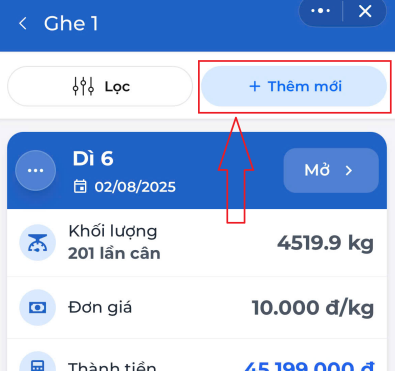 Ghe 1
Lọc
+ Thêm mới
Dì 6
02/08/2025
Mở
Khối lượng
201 lần cân
4519.9 kg
Đơn giá
10.000 đ/kg
Thành tiền
45.199.000 đ